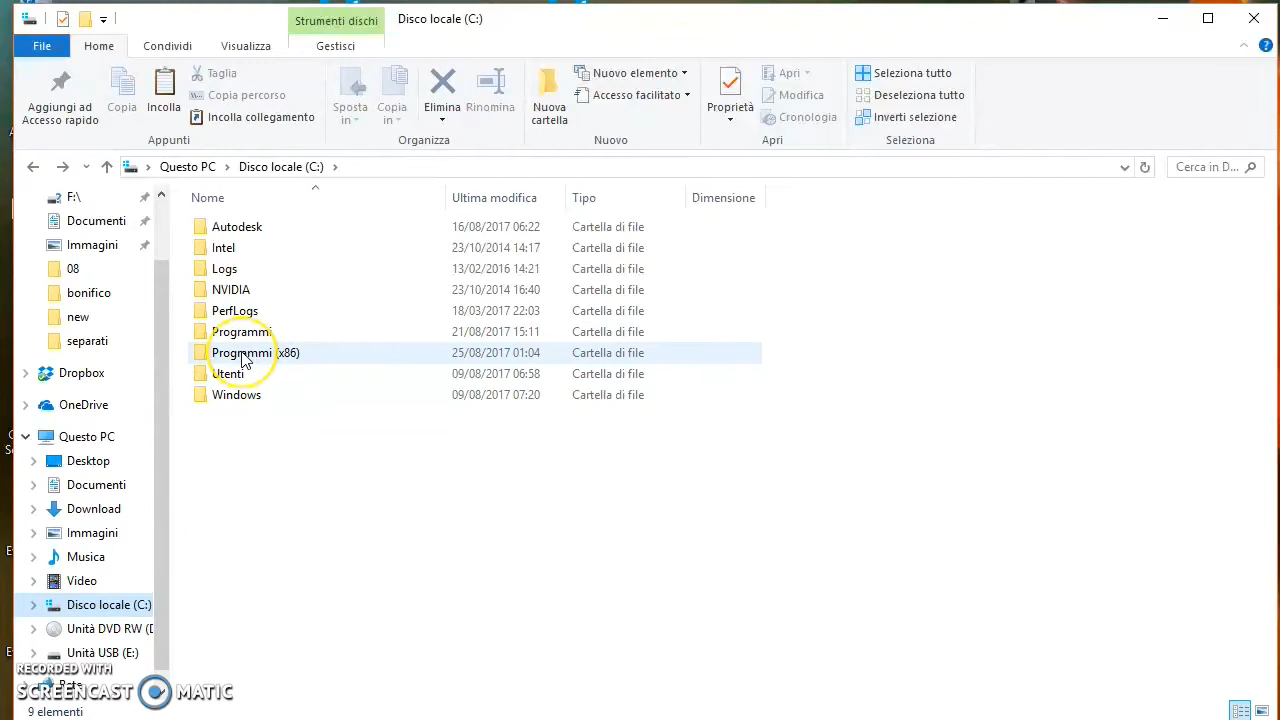 Strumenti dischi
Disco locale (C:)
File
Home
Condividi
Visualizza
Gestisci
Aggiungi ad
Accesso rapido
Copia
Incolla
Taglia
Copia percorso
Incolla collegamento
Appunti
Sposta
in
Copia
in
Elimina
Rinomina
Organizza
Nuova
cartella
Nuovo elemento
Accesso facilitato
Nuovo
Proprietà
Apri
Modifica
Cronologia
Apri
Seleziona tutto
Deseleziona tutto
Inverti selezione
Seleziona
Questo PC
Disco locale (C:)
Cerca in D...
F:\
Documenti
Immagini
08
bonifico
new
separati
Dropbox
OneDrive
Questo PC
Desktop
Documenti
Download
Immagini
Musica
Video
Disco locale (C:)
Unità DVD RW (D
Unità USB (E:)
Rete
Nome Ultima modifica Tipo Dimensione
Autodesk 16/08/2017 06:22 Cartella di file
Intel 23/10/2014 14:17 Cartella di file
Logs 13/02/2016 14:21 Cartella di file
NVIDIA 23/10/2014 16:40 Cartella di file
PerfLogs 18/03/2017 22:03 Cartella di file
Programmi 21/08/2017 15:11 Cartella di file
Programmi (x86) 25/08/2017 01:04 Cartella di file
Utenti 09/08/2017 06:58 Cartella di file
Windows 09/08/2017 07:20 Cartella di file
RECORDED WITH
SCREENCAST MATIC
9 elementi